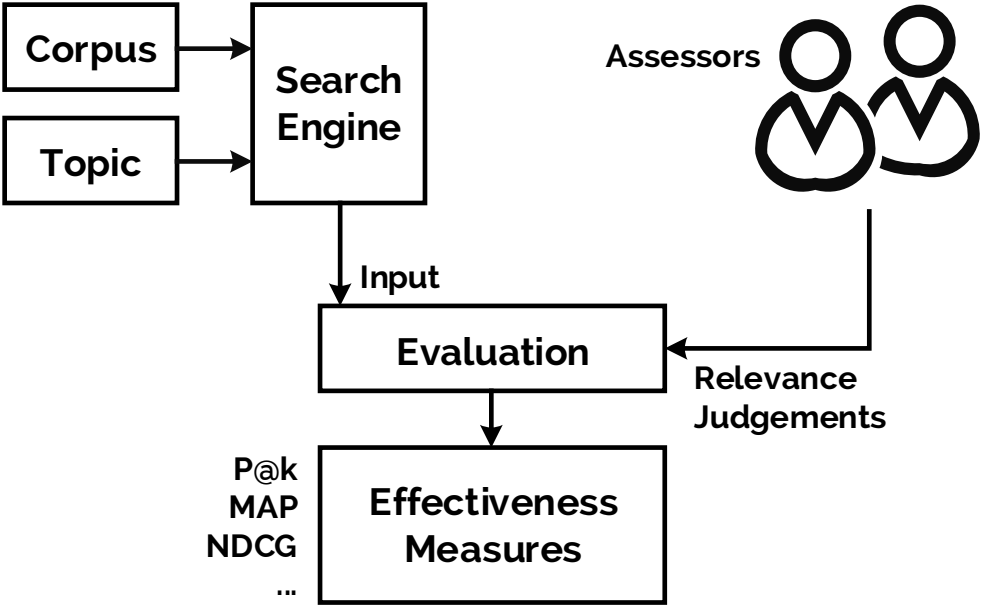 Corpus
Topic
Search
Engine
Assessors
Input
Evaluation
Relevance
Judgements
P@k
MAP
NDCG
...
Effectiveness
Measures